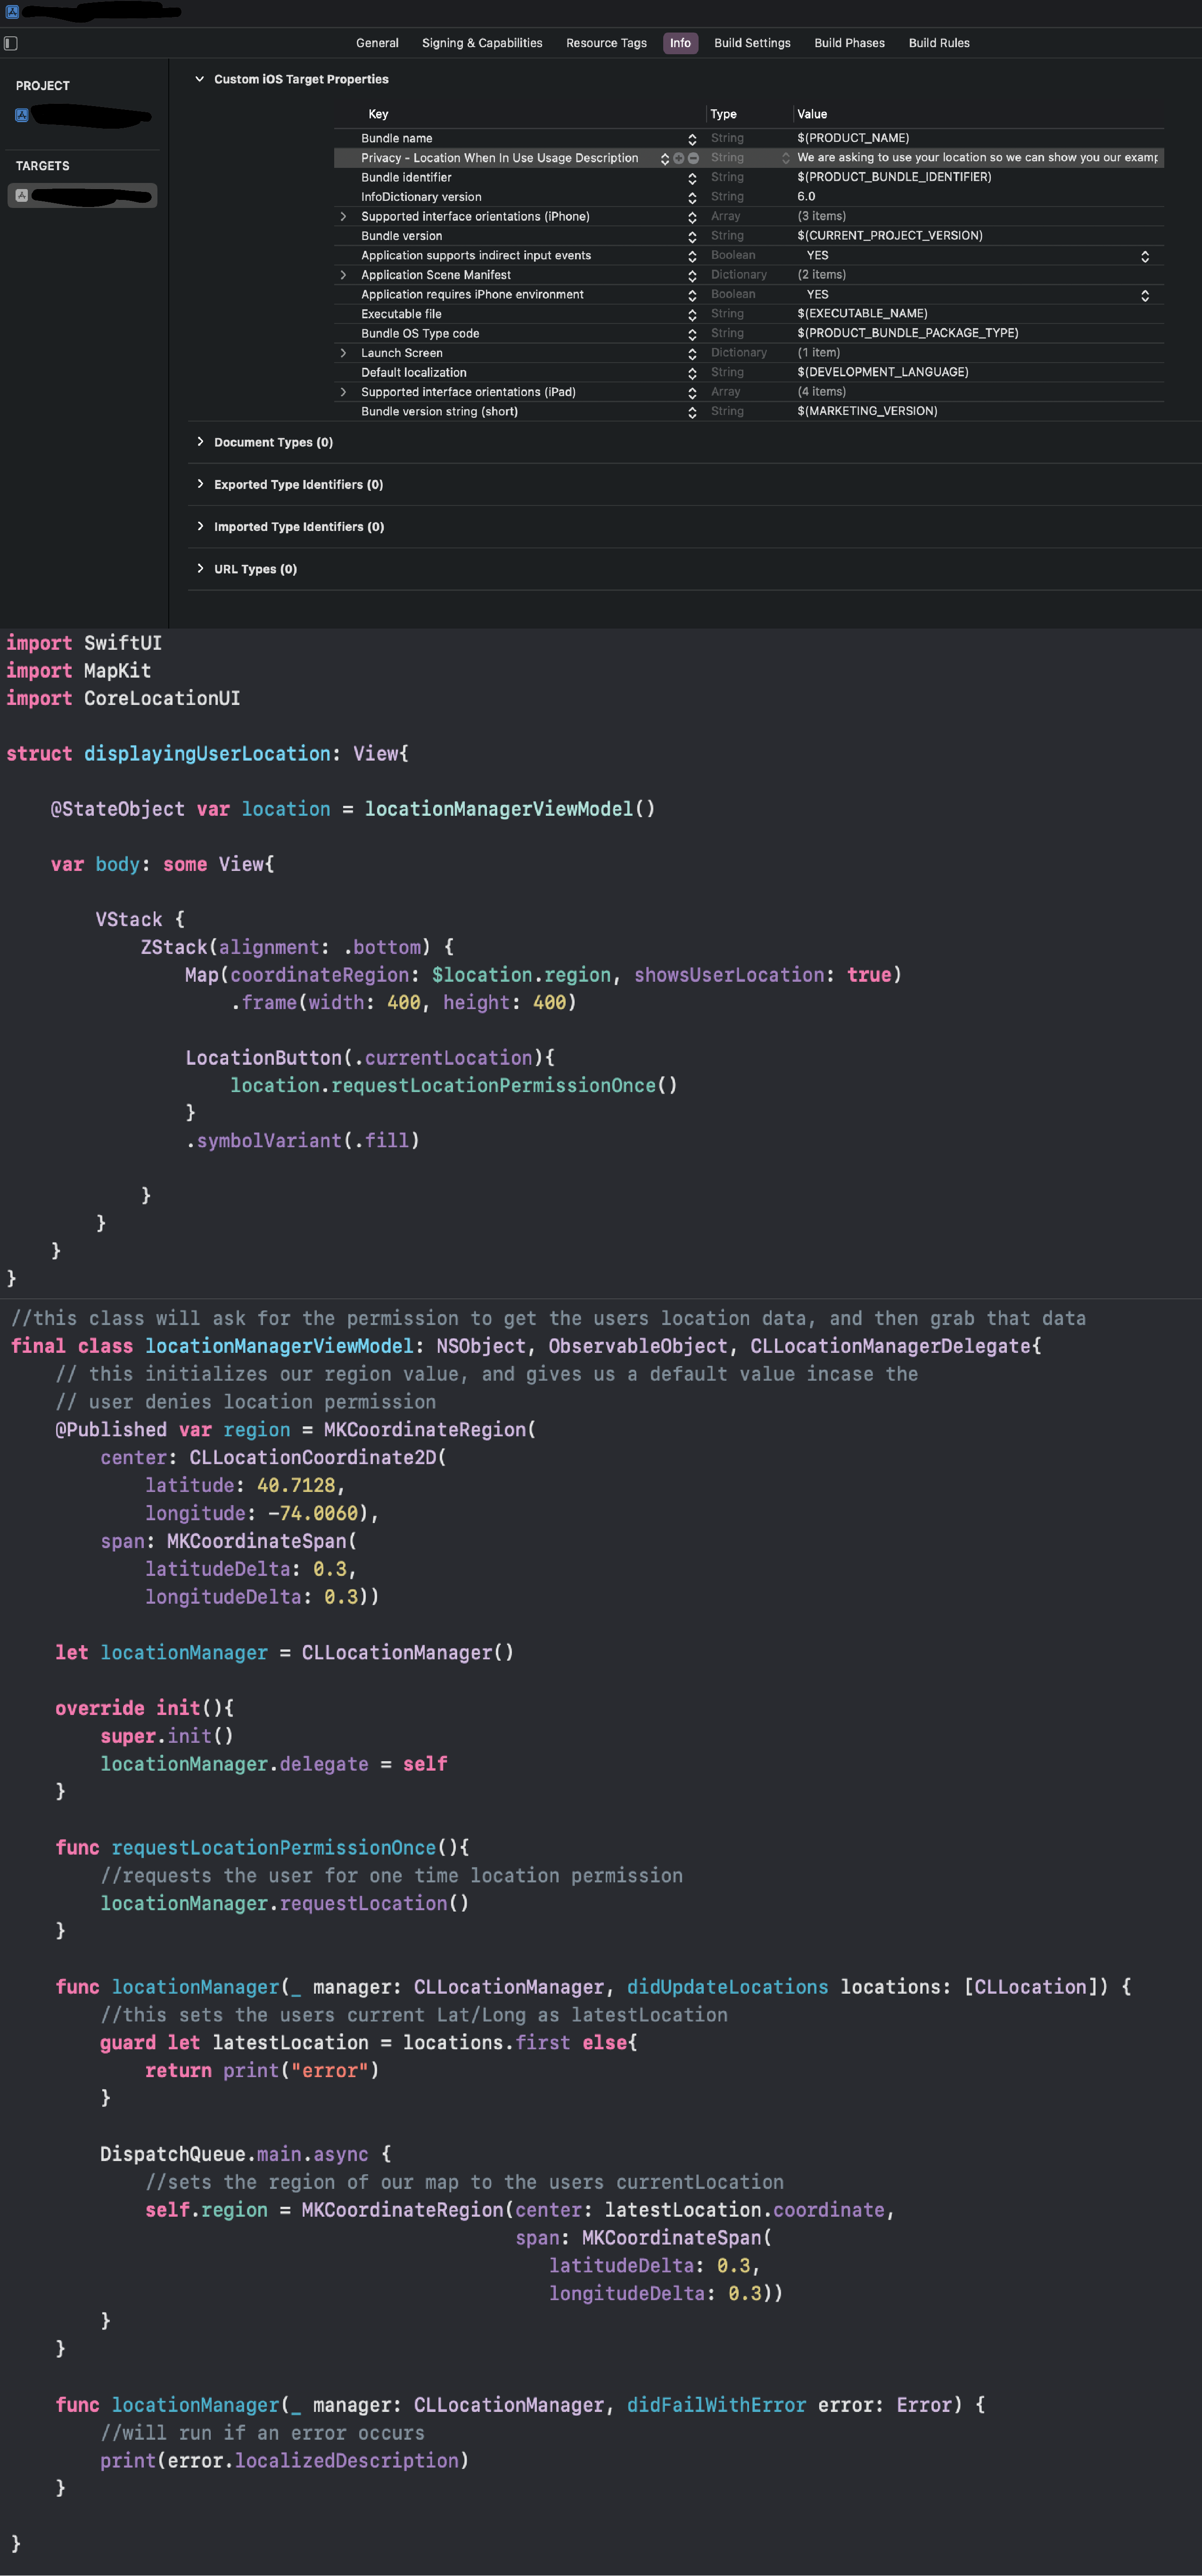 General Signing & Capabilities Resource Tags Info Build Settings Build Phases Build Rules
PROJECT
TARGETS
Custom iOS Target Properties
Key Type Value
Bundle name String $(PRODUCT_NAME)
Privacy - Location When In Use Usage Description String We are asking to use your location so we can show you our examp
Bundle identifier String $(PRODUCT_BUNDLE_IDENTIFIER)
InfoDictionary version String 6.0
Supported interface orientations (iPhone) Array (3 items)
Bundle version String $(CURRENT_PROJECT_VERSION)
Application supports indirect input events Boolean YES
Application Scene Manifest Dictionary (2 items)
Application requires iPhone environment Boolean YES
Executable file String $(EXECUTABLE_NAME)
Bundle OS Type code String $(PRODUCT_BUNDLE_PACKAGE_TYPE)
Launch Screen Dictionary (1 item)
Default localization String $(DEVELOPMENT_LANGUAGE)
Supported interface orientations (iPad) Array (4 items)
Bundle version string (short) String $(MARKETING_VERSION)
Document Types (0)
Exported Type Identifiers (0)
Imported Type Identifiers (0)
URL Types (0)
import SwiftUI
import MapKit
import CoreLocationUI
struct displayingUserLocation: View{
@StateObject var location = locationManagerViewModel()
var body: some View{
VStack {
ZStack(alignment: .bottom) {
Map(coordinateRegion: $location.region, showsUserLocation: true)
.frame(width: 400, height: 400)
LocationButton(.currentLocation){
location.requestLocationPermissionOnce()
}
.symbolVariant(.fill)
}
}
}
}
//this class will ask for the permission to get the users location data, and then grab that data
final class locationManagerViewModel: NSObject, ObservableObject, CLLocationManagerDelegate{
// this initializes our region value, and gives us a default value incase the
// user denies location permission
@Published var region = MKCoordinateRegion(
center: CLLocationCoordinate2D(
latitude: 40.7128,
longitude: -74.0060),
span: MKCoordinateSpan(
latitudeDelta: 0.3,
longitudeDelta: 0.3))
let locationManager = CLLocationManager()
override init(){
super.init()
locationManager.delegate = self
}
func requestLocationPermissionOnce(){
//requests the user for one time location permission
locationManager.requestLocation()
}
func locationManager(_ manager: CLLocationManager, didUpdateLocations locations: [CLLocation]) {
//this sets the users current Lat/Long as latestLocation
guard let latestLocation = locations.first else{
return print("error")
}
DispatchQueue.main.async {
//sets the region of our map to the users currentLocation
self.region = MKCoordinateRegion(center: latestLocation.coordinate,
span: MKCoordinateSpan(
latitudeDelta: 0.3,
longitudeDelta: 0.3))
}
}
func locationManager(_ manager: CLLocationManager, didFailWithError error: Error) {
//will run if an error occurs
print(error.localizedDescription)
}
}